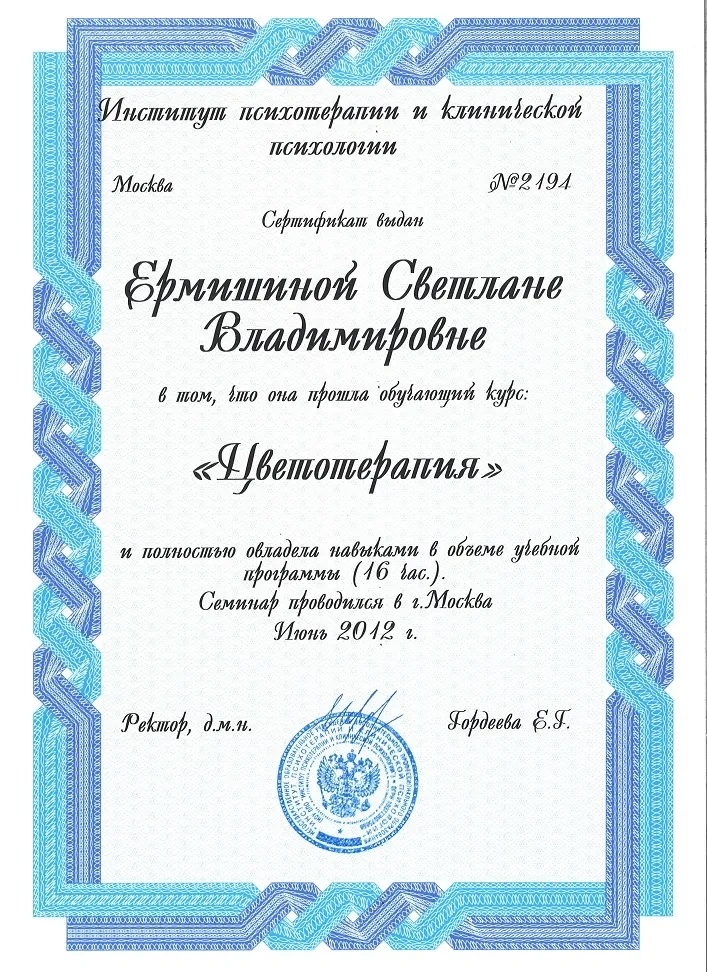 Институт психотерапии и клинической
психологии
Москва №2194
Сертификат выдан
Ермишиной Светлане
Владимировне
в том, что она прошла обучающий курс:
«Цветотерапия»
и полностью овладела навыками в объеме учебной
программы (16 час.).
Семинар проводился в г.Москва
Июнь 2012 г.
Ректор, д.м.н. Гордеева Е.Г.